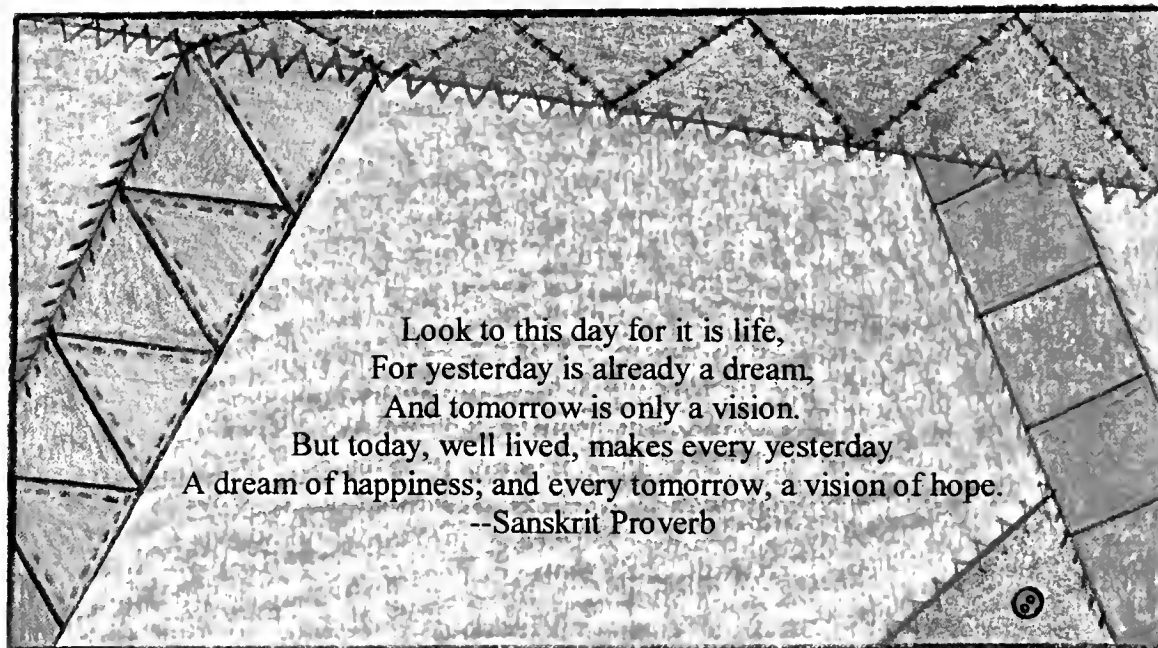 Look to this day for it is life,
For yesterday is already a dream,
And tomorrow is only a vision.
But today, well lived, makes every yesterday
A dream of happiness; and every tomorrow, a vision of hope.
--Sanskrit Proverb